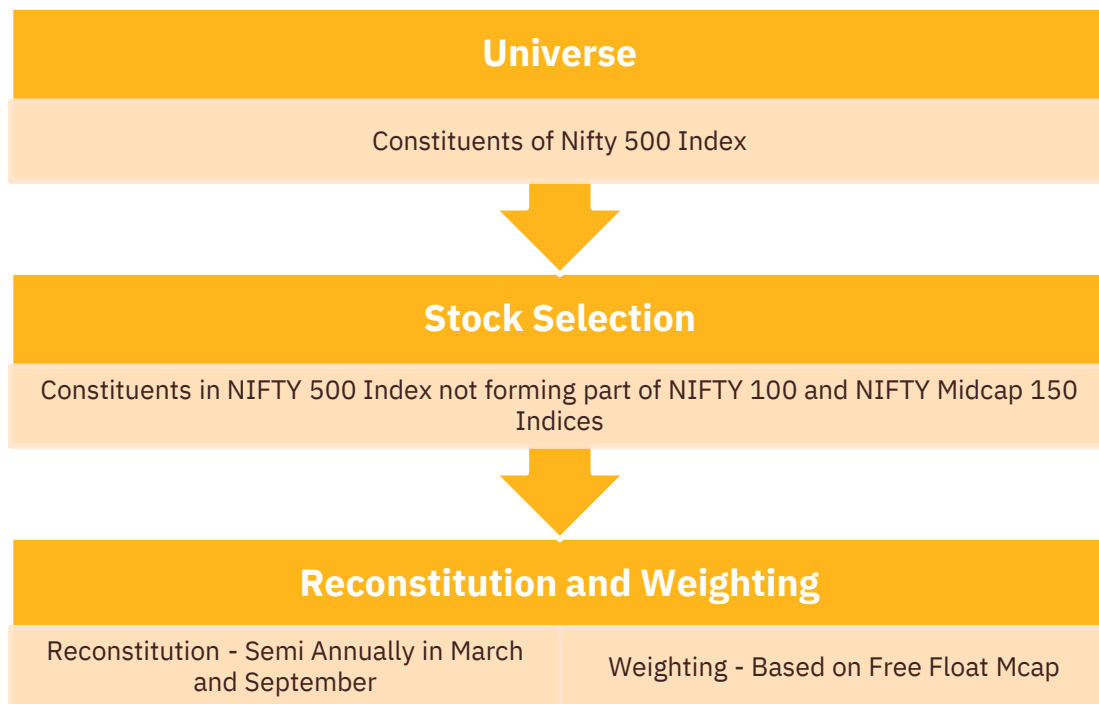 Universe
Constituents of Nifty 500 Index
Stock Selection
Constituents in NIFTY 500 Index not forming part of NIFTY 100 and NIFTY Midcap 150
Indices
Reconstitution and Weighting
Reconstitution - Semi Annually in March
and September
Weighting - Based on Free Float Mcap